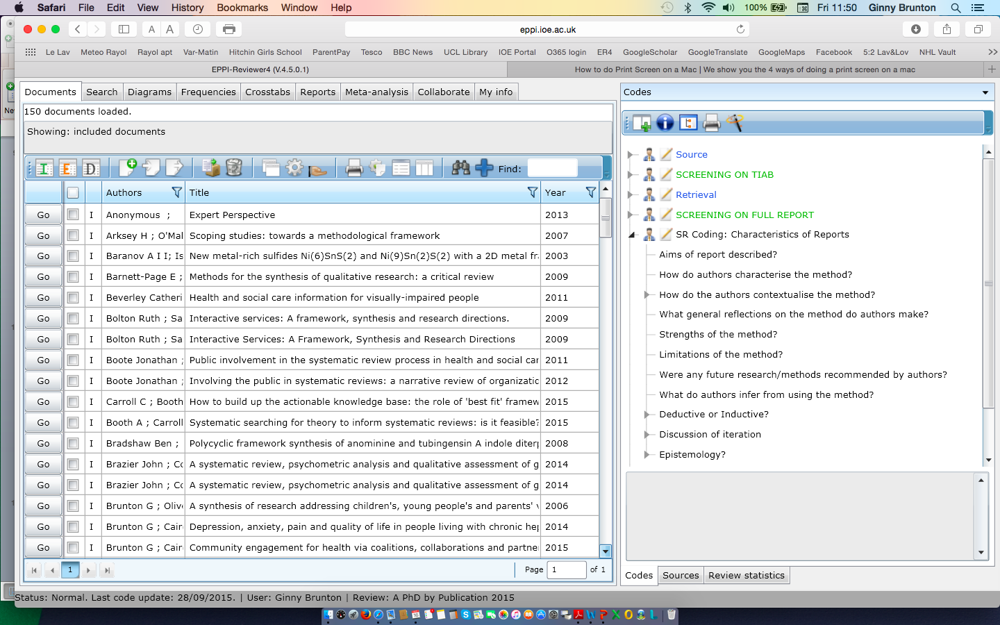 Safari File Edit View History Bookmarks Window Help 100% Fri 11:50 Ginny Brunton
A A eppi.ioe.ac.uk
Le Lav Meteo Rayol Rayol apt Var-Matin Hitchin Girls School ParentPay Tesco BBC News UCL Library IOE Portal O365 login ER4 GoogleScholar GoogleTranslate GoogleMaps Facebook 5:2 Lav&Lov NHL Vault >>
EPPI-Reviewer4 (V.4.5.0.1) How to do Print Screen on a Mac | We show you the 4 ways of doing a print screen on a mac
Documents Search Diagrams Frequencies Crosstabs Reports Meta-analysis Collaborate My info
150 documents loaded.
Showing: included documents
I E D Find:
Authors Title Year
Go I Anonymous ; Expert Perspective 2013
Go I Arksey H ; O'Mal Scoping studies: towards a methodological framework 2007
Go I Baranov A I I; Is New metal-rich sulfides Ni(6)SnS(2) and Ni(9)Sn(2)S(2) with a 2D metal fr 2003
Go I Barnett-Page E ; Methods for the synthesis of qualitative research: a critical review 2009
Go I Beverley Catheri Health and social care information for visually-impaired people 2011
Go I Bolton Ruth ; Sa Interactive services: A framework, synthesis and research directions. 2009
Go I Bolton Ruth ; Sa Interactive Services: A Framework, Synthesis and Research Directions 2009
Go I Boote Jonathan ; Public involvement in the systematic review process in health and social car 2011
Go I Boote Jonathan ; Involving the public in systematic reviews: a narrative review of organizatic 2012
Go I Carroll C ; Booth How to build up the actionable knowledge base: the role of 'best fit' framew 2015
Go I Booth A ; Carroll Systematic searching for theory to inform systematic reviews: is it feasible? 2015
Go I Bradshaw Ben ; Polycyclic framework synthesis of anominine and tubingensin A indole diterp 2008
Go I Brazier John ; Co A systematic review, psychometric analysis and qualitative assessment of g 2014
Go I Brazier John ; Co A systematic review, psychometric analysis and qualitative assessment of g 2014
Go I Brunton G ; Olive A synthesis of research addressing children's, young people's and parents' v 2006
Go I Brunton G ; Cair Depression, anxiety, pain and quality of life in people living with chronic hep 2014
Go I Brunton G ; Cair Community engagement for health via coalitions, collaborations and partne 2015
1 Page 1 of 1
Codes
Source
SCREENING ON TIAB
Retrieval
SCREENING ON FULL REPORT
SR Coding: Characteristics of Reports
Aims of report described?
How do authors characterise the method?
How do the authors contextualise the method?
What general reflections on the method do authors make?
Strengths of the method?
Limitations of the method?
Were any future research/methods recommended by authors?
What do authors infer from using the method?
Deductive or Inductive?
Discussion of iteration
Epistemology?
Codes Sources Review statistics
Status: Normal. Last code update: 28/09/2015. | User: Ginny Brunton | Review: A PhD by Publication 2015